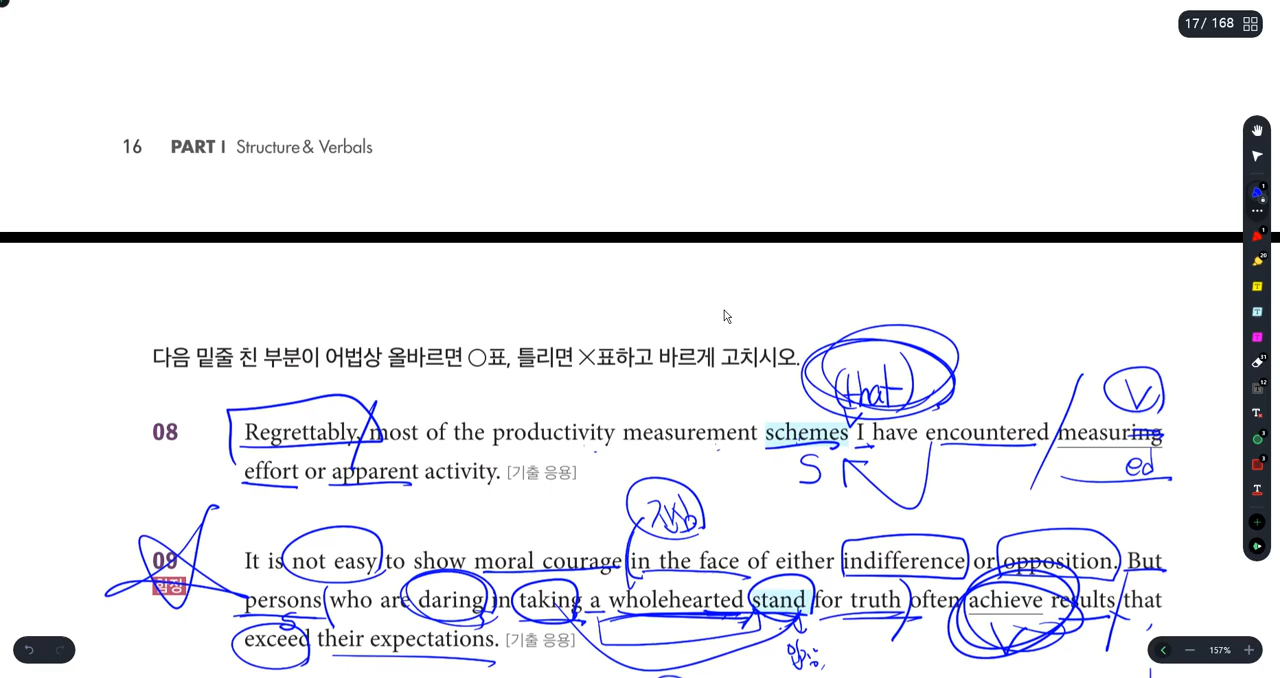 17/ 168
16 PART I Structure & Verbals
다음 밑줄 친 부분이 어법상 올바르면 ○표, 틀리면 ×표하고 바르게 고치시오.
(that)
V
08 Regrettably, most of the productivity measurement schemes I have encountered measuring
S
ed
effort or apparent activity. [기출 응용]
09 It is not easy to show moral courage in the face of either indifference or opposition. But
함정
persons who are daring in taking a wholehearted stand for truth often achieve results that
S
V
exceed their expectations. [기출 응용]
157%